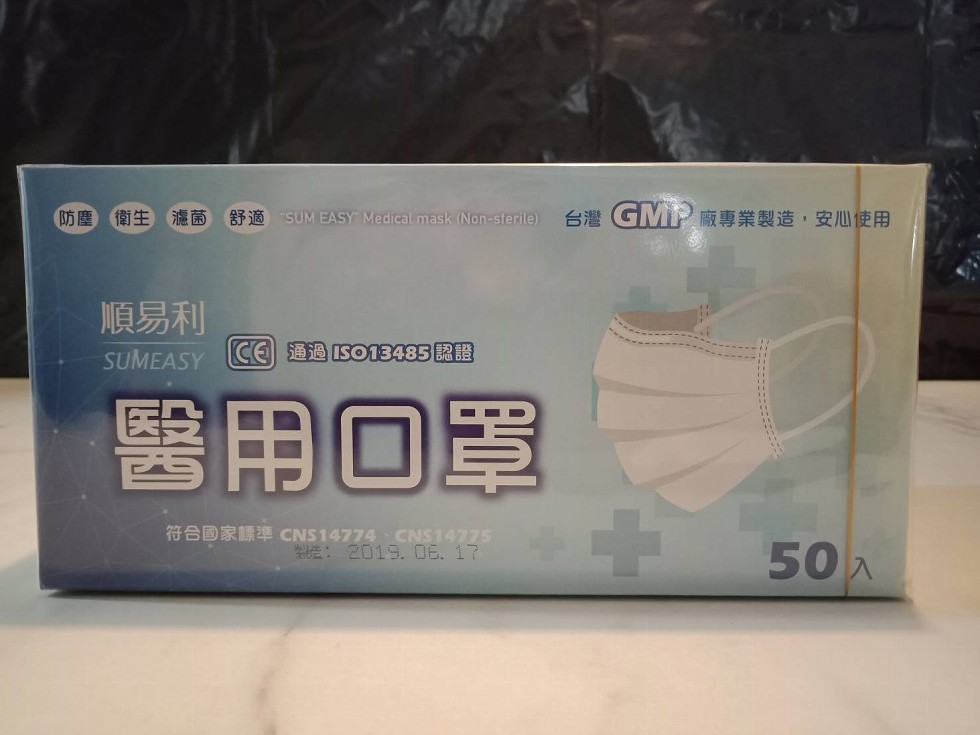 防塵 衛生 濾菌 舒適 "SUM EASY" Medical mask (Non-sterile) 台灣 GMP 廠專業製造，安心使用
順易利
SUMEASY
CE 通過 ISO13485 認證
醫用口罩
符合國家標準 CNS14774、CNS14775
製造: 2019. 06. 17
50入